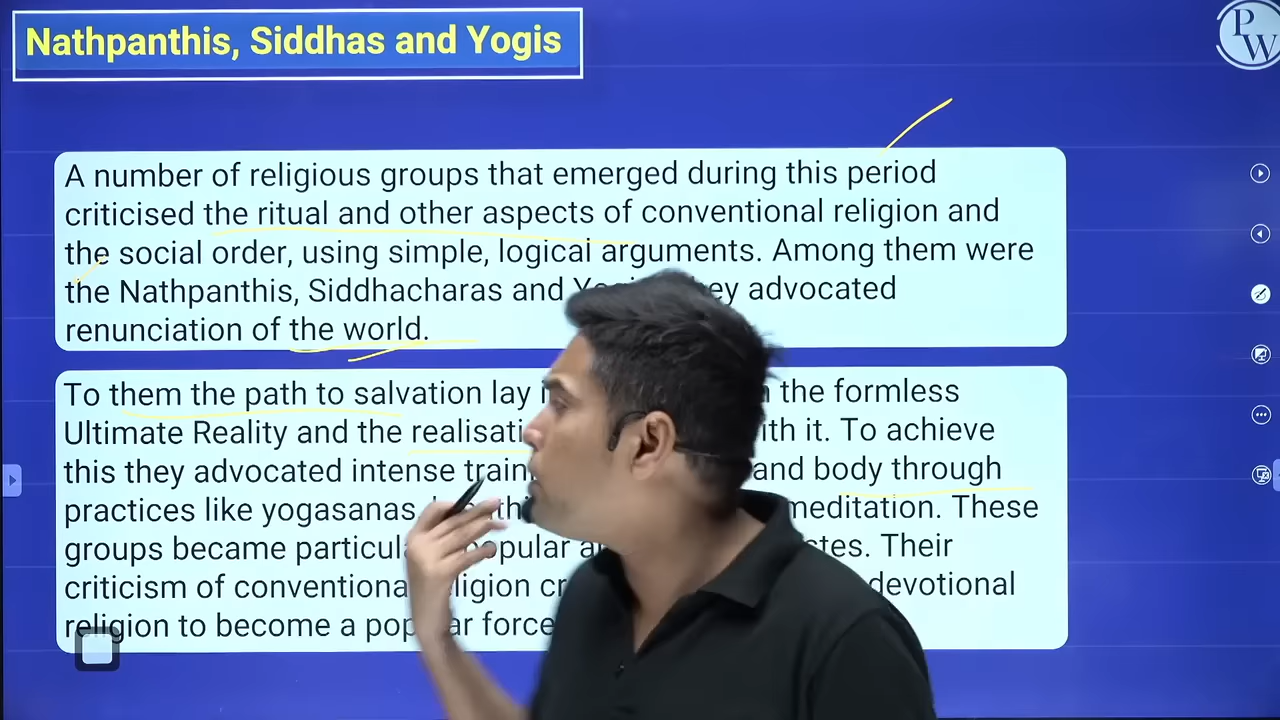 Nathpanthis, Siddhas and Yogis
PW
A number of religious groups that emerged during this period
criticised the ritual and other aspects of conventional religion and
the social order, using simple, logical arguments. Among them were
the Nathpanthis, Siddhacharas and advocated
renunciation of the world.
To them the path to salvation lay the formless
Ultimate Reality and the it. To achieve
this they advocated intense and body through
practices like yogasanas meditation. These
groups became Their
criticism of devotional
religion to become a force